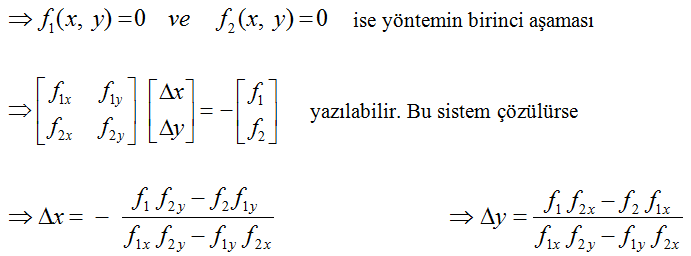 ⇒ f₁(x, y)=0 ve f₂(x, y)=0 ise yöntemin birinci aşaması
⇒ [f₁ₓ f₁ᵧ; f₂ₓ f₂ᵧ] [Δx; Δy] = −[f₁; f₂] yazılabilir. Bu sistem çözülürse
⇒ Δx = − (f₁ f₂ᵧ − f₂ f₁ᵧ) / (f₁ₓ f₂ᵧ − f₁ᵧ f₂ₓ) ⇒ Δy = (f₁ f₂ₓ − f₂ f₁ₓ) / (f₁ₓ f₂ᵧ − f₁ᵧ f₂ₓ)